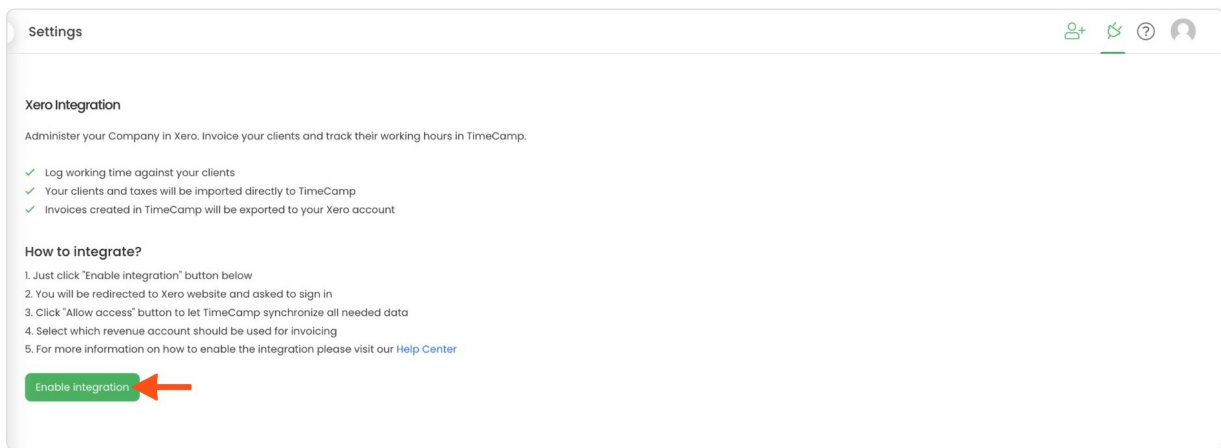 Settings
Xero Integration
Administer your Company in Xero. Invoice your clients and track their working hours in TimeCamp.
Log working time against your clients
Your clients and taxes will be imported directly to TimeCamp
Invoices created in TimeCamp will be exported to your Xero account
How to integrate?
1. Just click "Enable integration" button below
2. You will be redirected to Xero website and asked to sign in
3. Click "Allow access" button to let TimeCamp synchronize all needed data
4. Select which revenue account should be used for invoicing
5. For more information on how to enable the integration please visit our Help Center
Enable integration